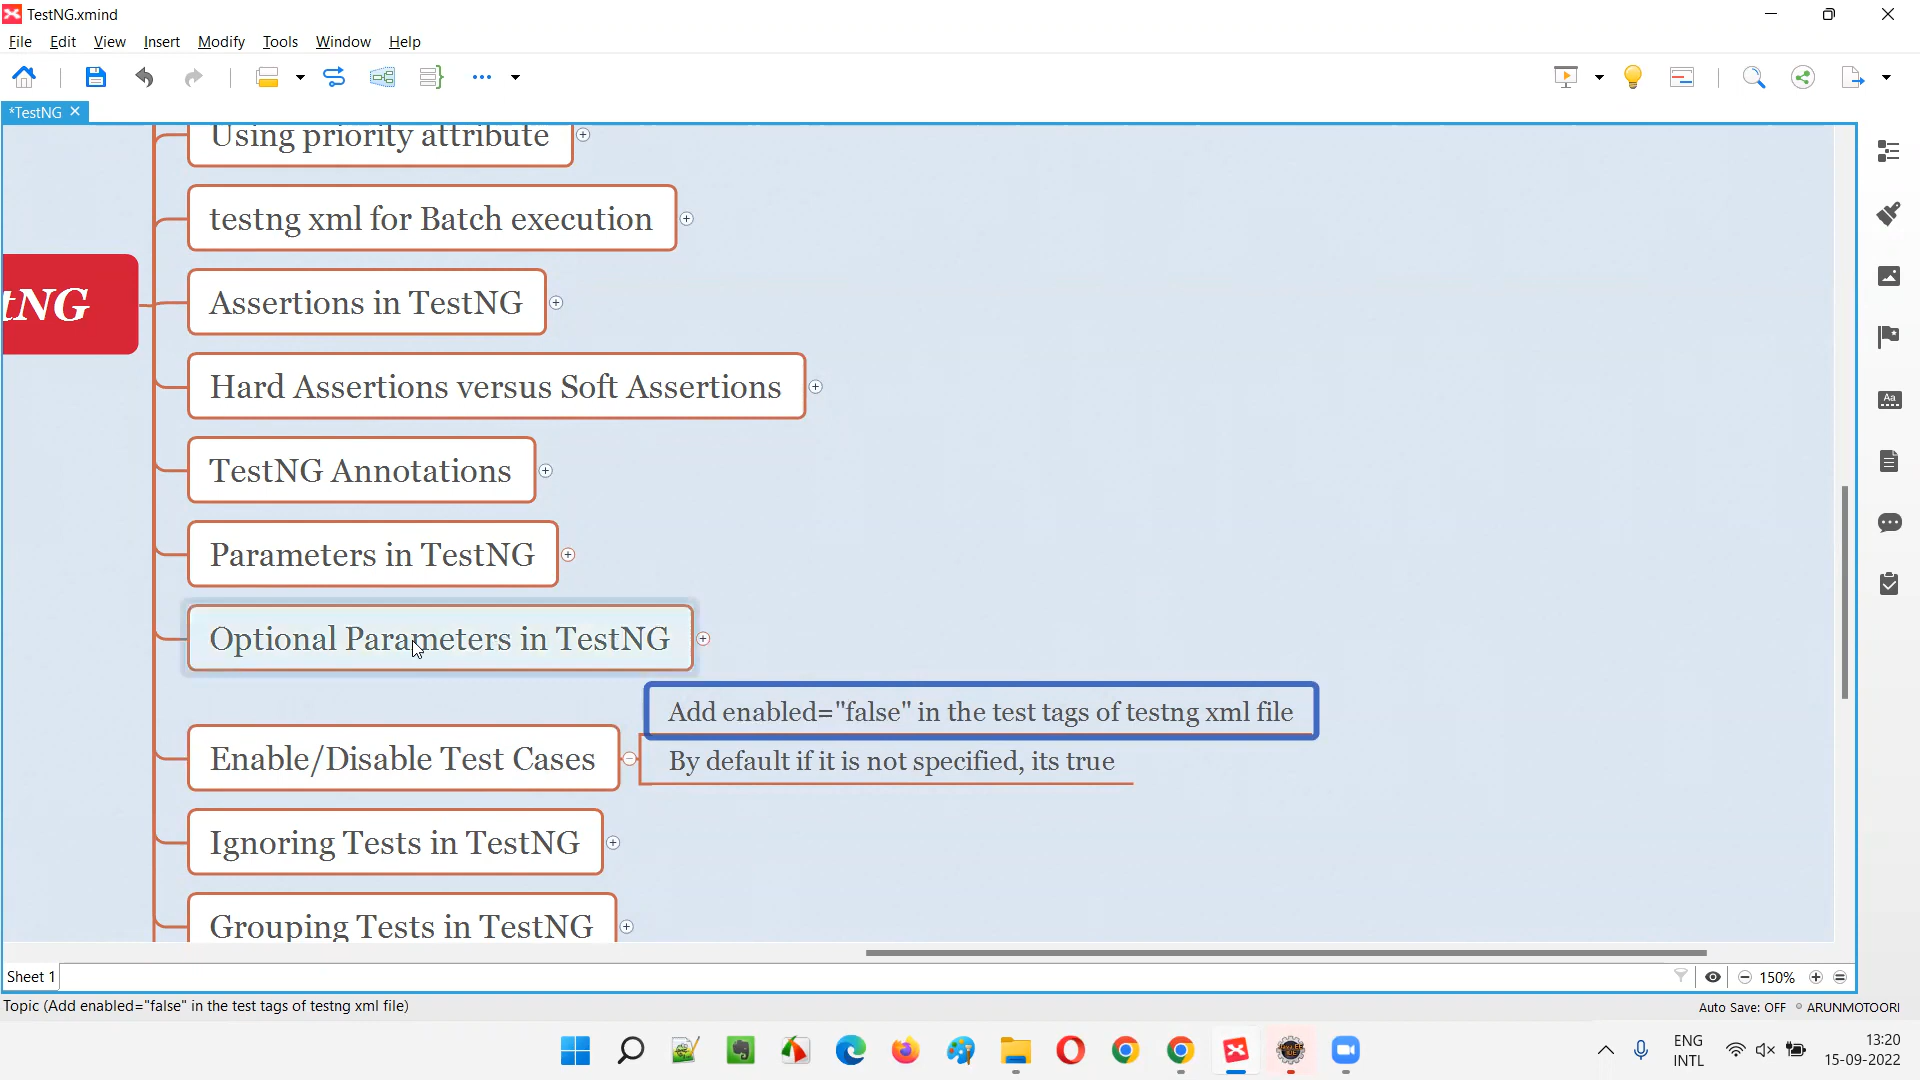 TestNG.xmind
File Edit View Insert Modify Tools Window Help
*TestNG
Using priority attribute
testng xml for Batch execution
tNG
Assertions in TestNG
Hard Assertions versus Soft Assertions
TestNG Annotations
Parameters in TestNG
Optional Parameters in TestNG
Add enabled="false" in the test tags of testng xml file
Enable/Disable Test Cases
By default if it is not specified, its true
Ignoring Tests in TestNG
Grouping Tests in TestNG
Sheet 1
150%
Topic (Add enabled="false" in the test tags of testng xml file)
Auto Save: OFF
ARUNMOTOORI
ENG
INTL
13:20
15-09-2022